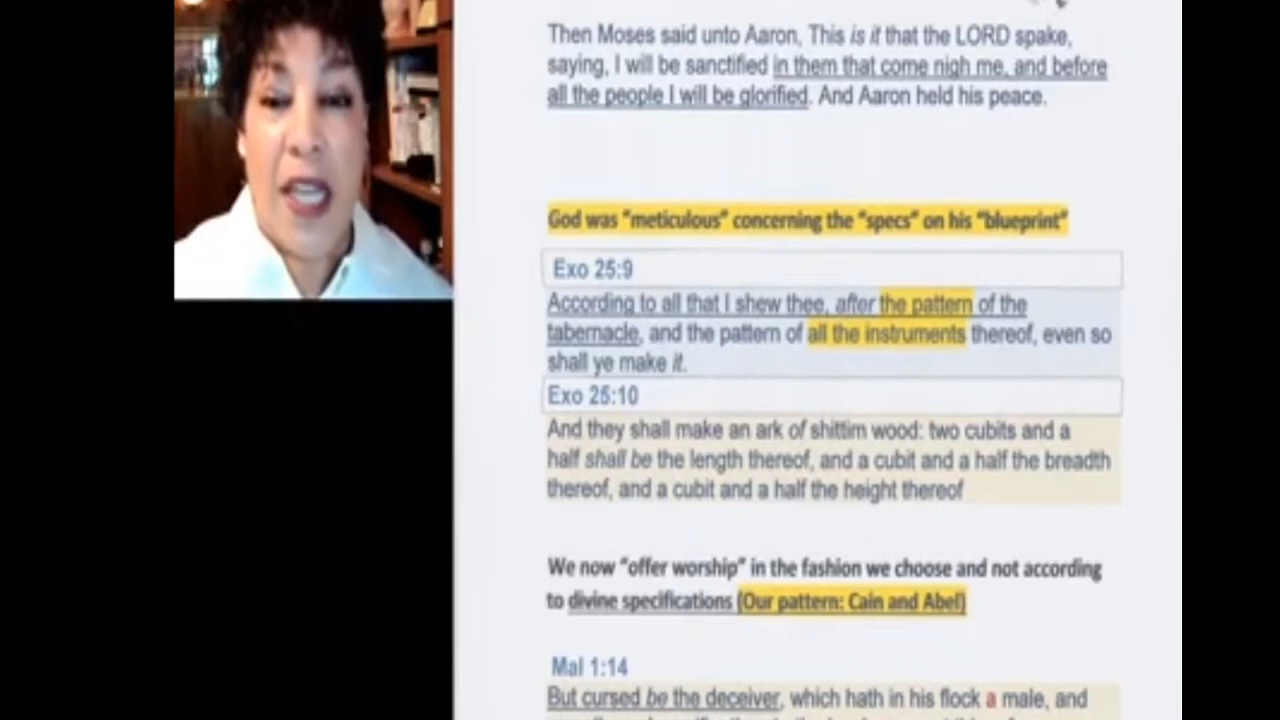 Then Moses said unto Aaron, This is it that the LORD spake,
saying, I will be sanctified in them that come nigh me, and before
all the people I will be glorified. And Aaron held his peace.
God was “meticulous” concerning the “specs” on his “blueprint”
Exo 25:9
According to all that I shew thee, after the pattern of the
tabernacle, and the pattern of all the instruments thereof, even so
shall ye make it.
Exo 25:10
And they shall make an ark of shittim wood: two cubits and a
half shall be the length thereof, and a cubit and a half the breadth
thereof, and a cubit and a half the height thereof
We now “offer worship” in the fashion we choose and not according
to divine specifications (Our pattern: Cain and Abel)
Mal 1:14
But cursed be the deceiver, which hath in his flock a male, and